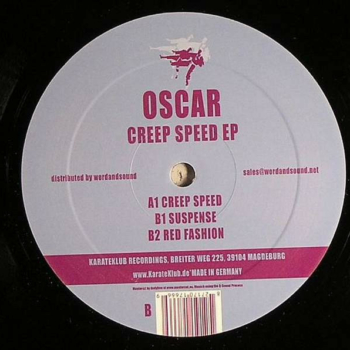 OSCAR
CREEP SPEED EP
distributed by wordandsound
sales@wordandsound.net
A1 CREEP SPEED
B1 SUSPENSE
B2 RED FASHION
KARATEKLUB RECORDINGS, BREITER WEG 225, 39104 MAGDEBURG
www.KarateKlub.de MADE IN GERMANY
B